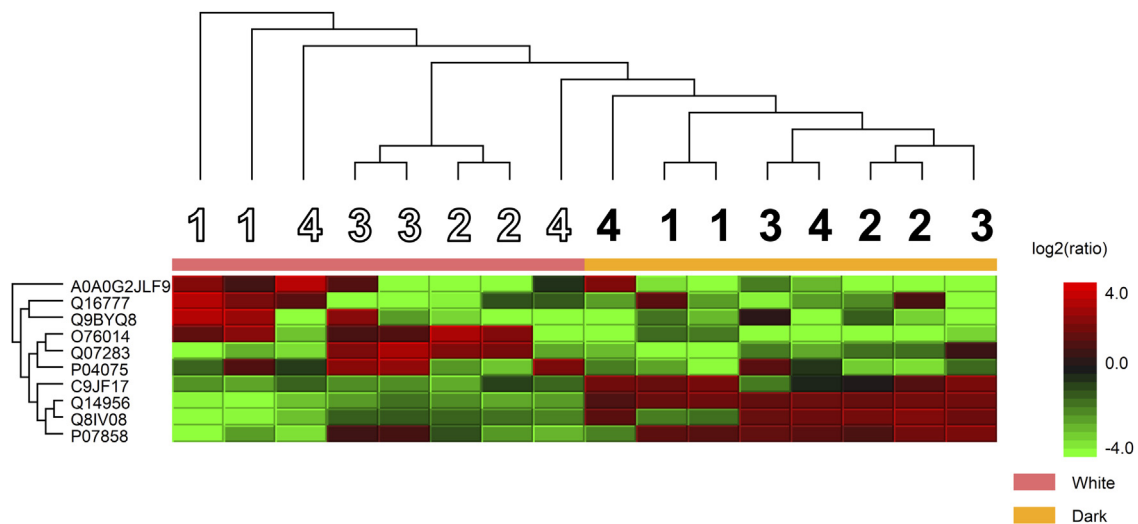 1 1 4 3 3 2 2 4 4 1 1 3 4 2 2 3
log2(ratio)
A0A0G2JLF9
Q16777
Q9BYQ8
O76014
Q07283
P04075
C9JF17
Q14956
Q8IV08
P07858
4.0
0.0
-4.0
White
Dark